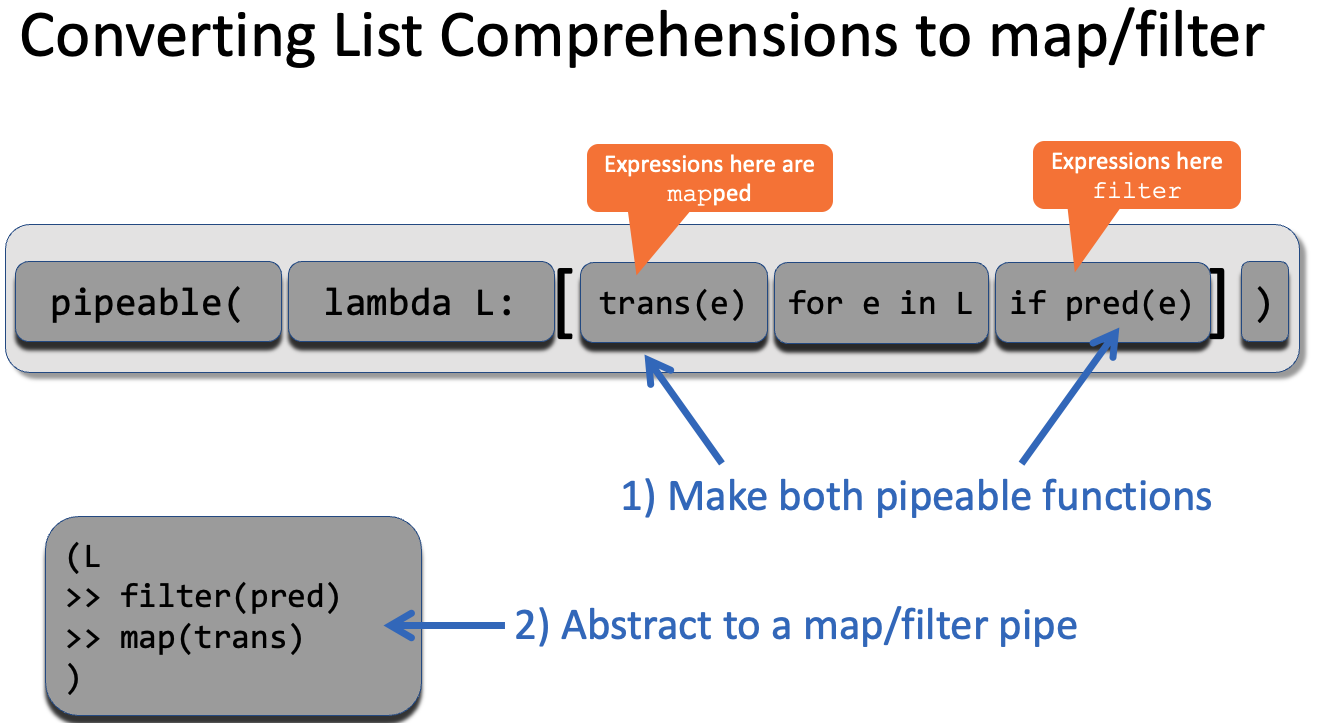 Converting List Comprehensions to map/filter
Expressions here are
mapped
Expressions here
filter
pipeable( lambda L: [ trans(e) for e in L if pred(e) ] )
1) Make both pipeable functions
(L
>> filter(pred)
>> map(trans)
)
2) Abstract to a map/filter pipe